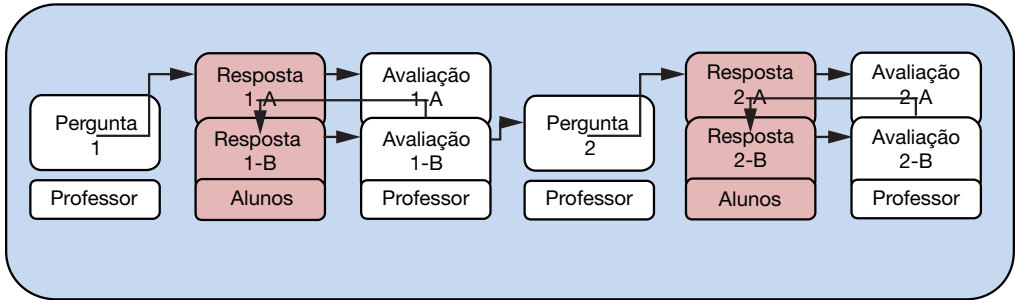 Pergunta
1
Professor
Resposta
1-A
Resposta
1-B
Alunos
Avaliação
1-A
Avaliação
1-B
Professor
Pergunta
2
Professor
Resposta
2-A
Resposta
2-B
Alunos
Avaliação
2-A
Avaliação
2-B
Professor